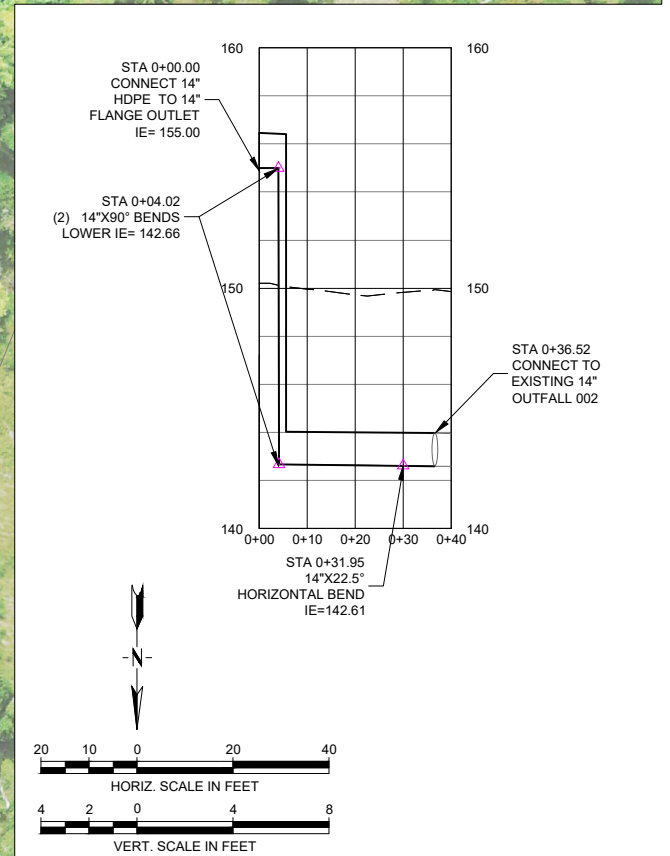 160
160
STA 0+00.00
CONNECT 14"
HDPE TO 14"
FLANGE OUTLET
IE= 155.00
STA 0+04.02
(2) 14"X90° BENDS
LOWER IE= 142.66
150
150
STA 0+36.52
CONNECT TO
EXISTING 14"
OUTFALL 002
140
140
0+00 0+10 0+20 0+30 0+40
STA 0+31.95
14"X22.5°
HORIZONTAL BEND
IE=142.61
N
20 10 0 20 40
HORIZ. SCALE IN FEET
4 2 0 4 8
VERT. SCALE IN FEET